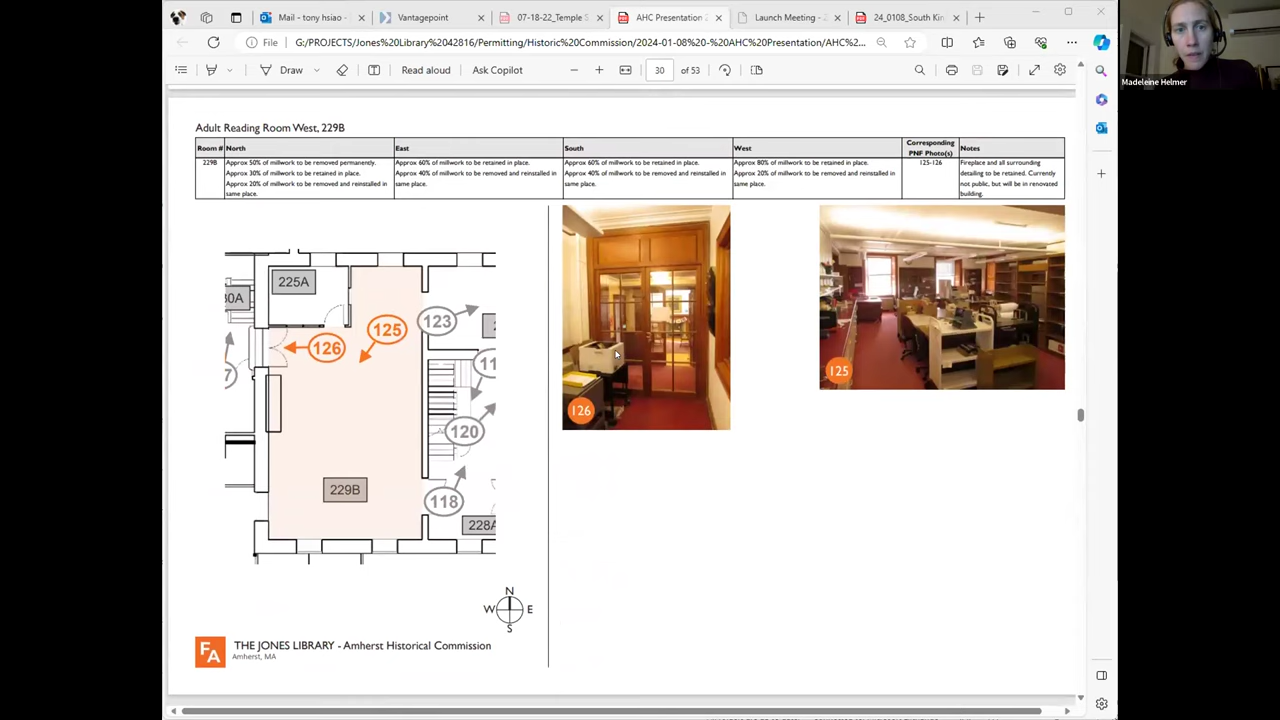 Mail - tony hsiao -
Vantagepoint
07-18-22_Temple S
AHC Presentation 2
Launch Meeting - 2
24_0108_South Kin
File
G:/PROJECTS/Jones%20Library%2042816/Permitting/Historic%20Commission/2024-01-08%20-%20AHC%20Presentation/AHC%...
Draw
Read aloud
Ask Copilot
30 of 53
Madeleine Helmer
Adult Reading Room West, 229B
Room # North East South West Corresponding PNF Photo(s) Notes
229B
Approx 50% of millwork to be removed permanently.
Approx 30% of millwork to be retained in place.
Approx 20% of millwork to be removed and reinstalled in
same place.
Approx 60% of millwork to be retained in place.
Approx 40% of millwork to be removed and reinstalled in
same place.
Approx 60% of millwork to be retained in place.
Approx 40% of millwork to be removed and reinstalled in
same place.
Approx 80% of millwork to be retained in place.
Approx 20% of millwork to be removed and reinstalled in
same place.
125-126
Fireplace and all surrounding
detailing to be retained. Currently
not public, but will be in renovated
building.
225A
30A
123
125
126
7
11
120
229B
118
228A
126
125
N
W E
S
FA
THE JONES LIBRARY - Amherst Historical Commission
Amherst, MA